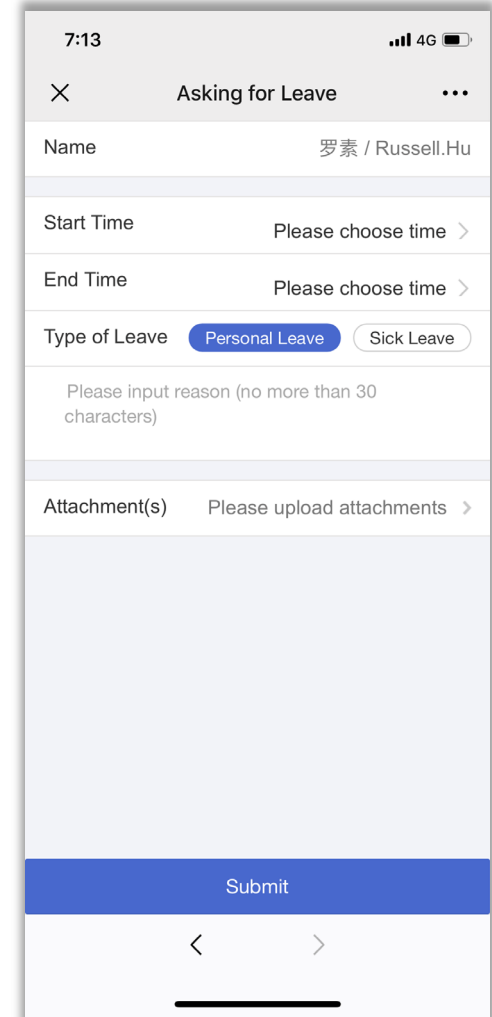 7:13
4G
Asking for Leave
Name
罗素 / Russell.Hu
Start Time
Please choose time
End Time
Please choose time
Type of Leave
Personal Leave
Sick Leave
Please input reason (no more than 30
characters)
Attachment(s)
Please upload attachments
Submit